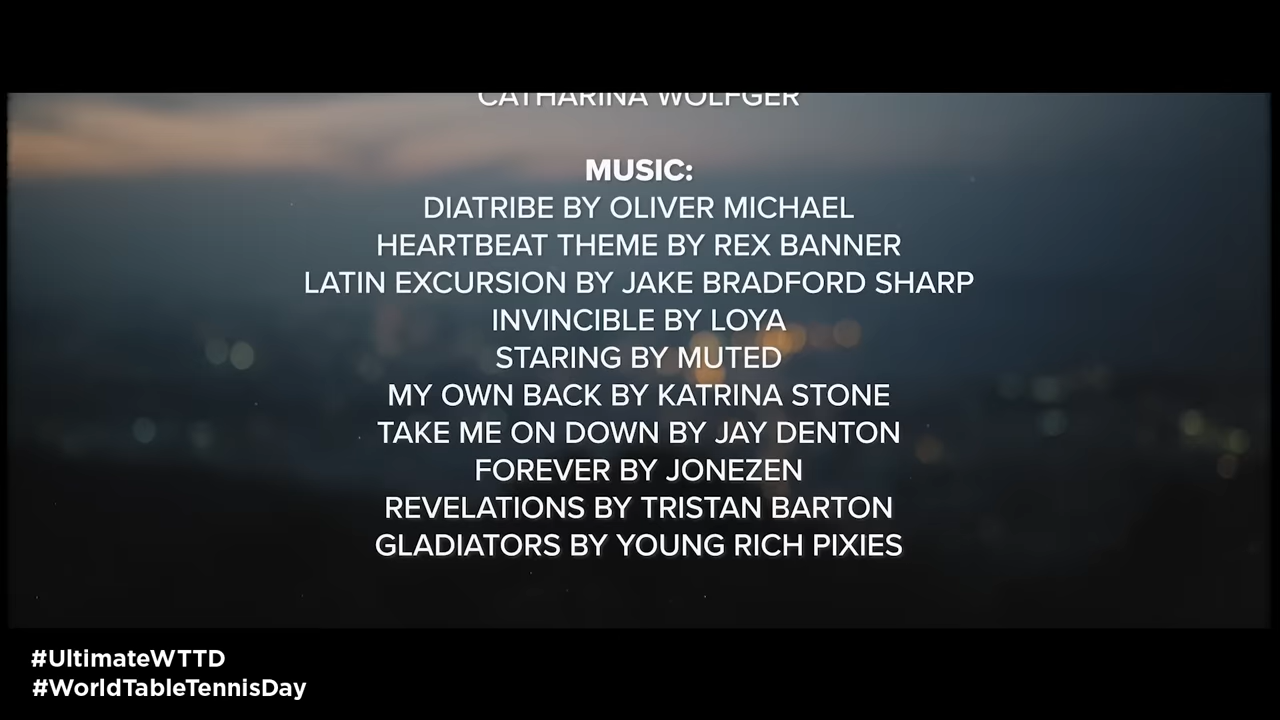 CATHARINA WOLFGER
MUSIC:
DIATRIBE BY OLIVER MICHAEL
HEARTBEAT THEME BY REX BANNER
LATIN EXCURSION BY JAKE BRADFORD SHARP
INVINCIBLE BY LOYA
STARING BY MUTED
MY OWN BACK BY KATRINA STONE
TAKE ME ON DOWN BY JAY DENTON
FOREVER BY JONEZEN
REVELATIONS BY TRISTAN BARTON
GLADIATORS BY YOUNG RICH PIXIES
#UltimateWTTD
#WorldTableTennisDay